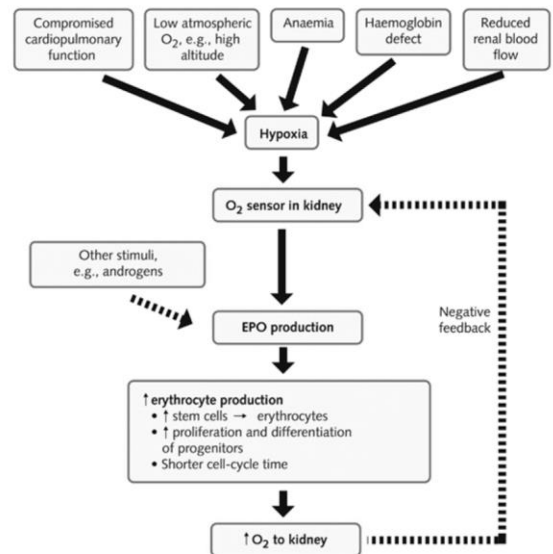 Compromised
cardiopulmonary
function
Low atmospheric
O₂, e.g., high
altitude
Anaemia
Haemoglobin
defect
Reduced
renal blood
flow
Hypoxia
O₂ sensor in kidney
Other stimuli,
e.g., androgens
Negative
feedback
EPO production
↑erythrocyte production
• ↑ stem cells → erythrocytes
• ↑ proliferation and differentiation
of progenitors
• Shorter cell-cycle time
↑O₂ to kidney